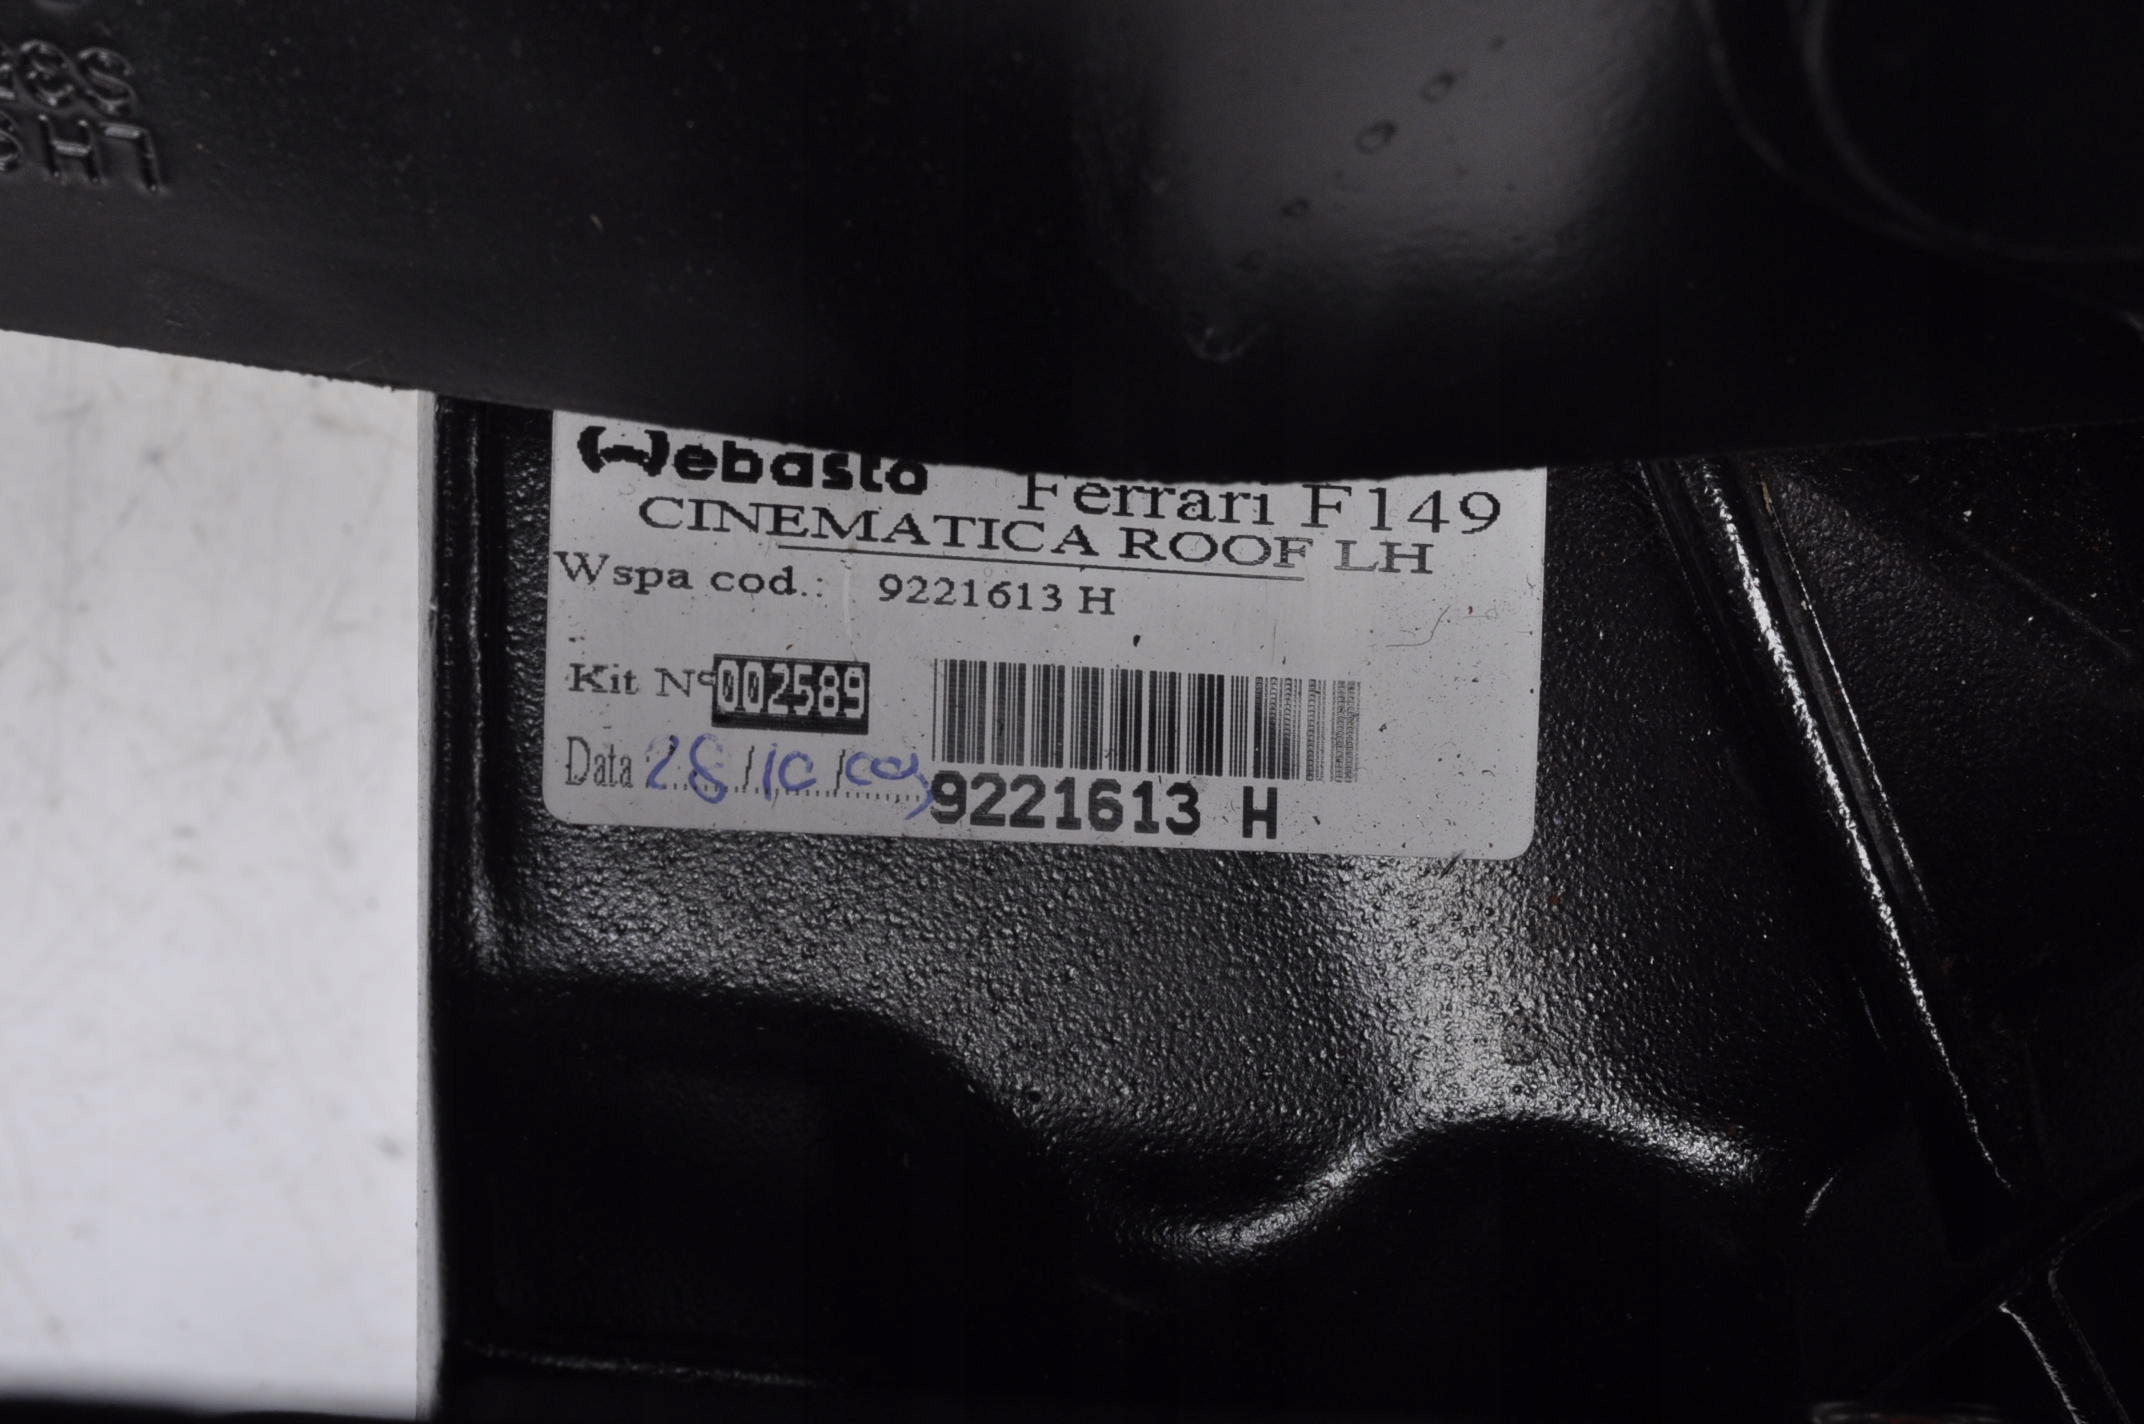 Webasto Ferrari F149
CINEMATICA ROOF LH
Wspa cod.: 9221613 H
Kit N° 002589
Data 28/10/09
9221613 H